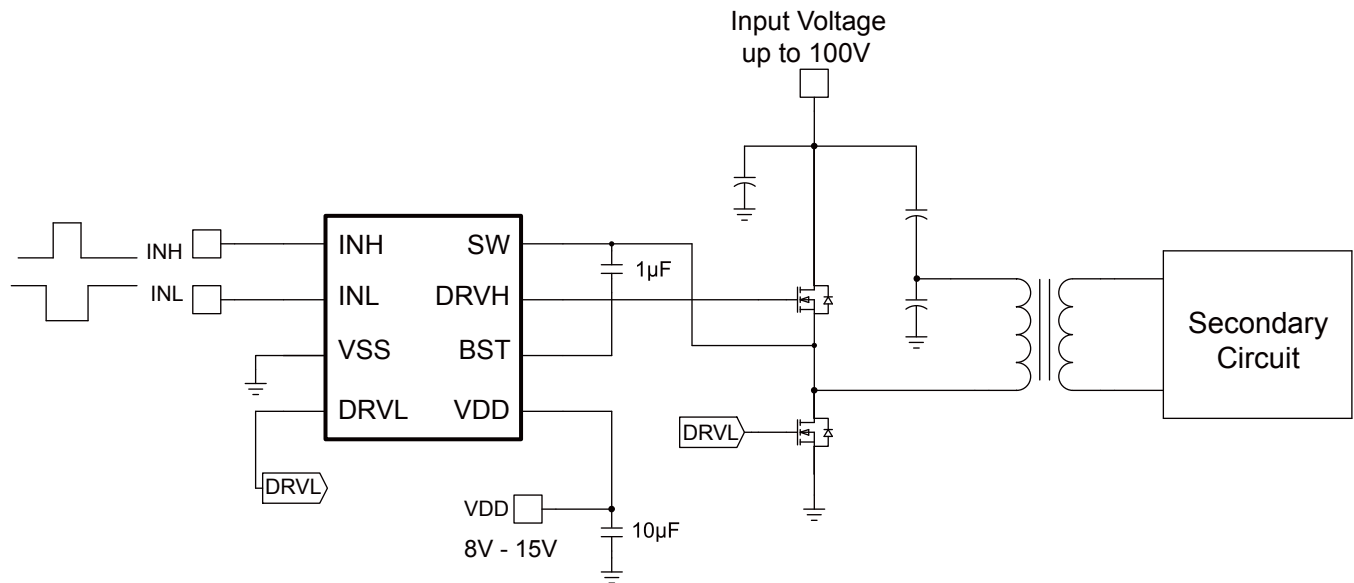 Input Voltage
up to 100V
INH
INL
INH
INL
VSS
DRVL
SW
DRVH
BST
VDD
1µF
DRVL
DRVL
VDD
8V - 15V
10µF
Secondary
Circuit